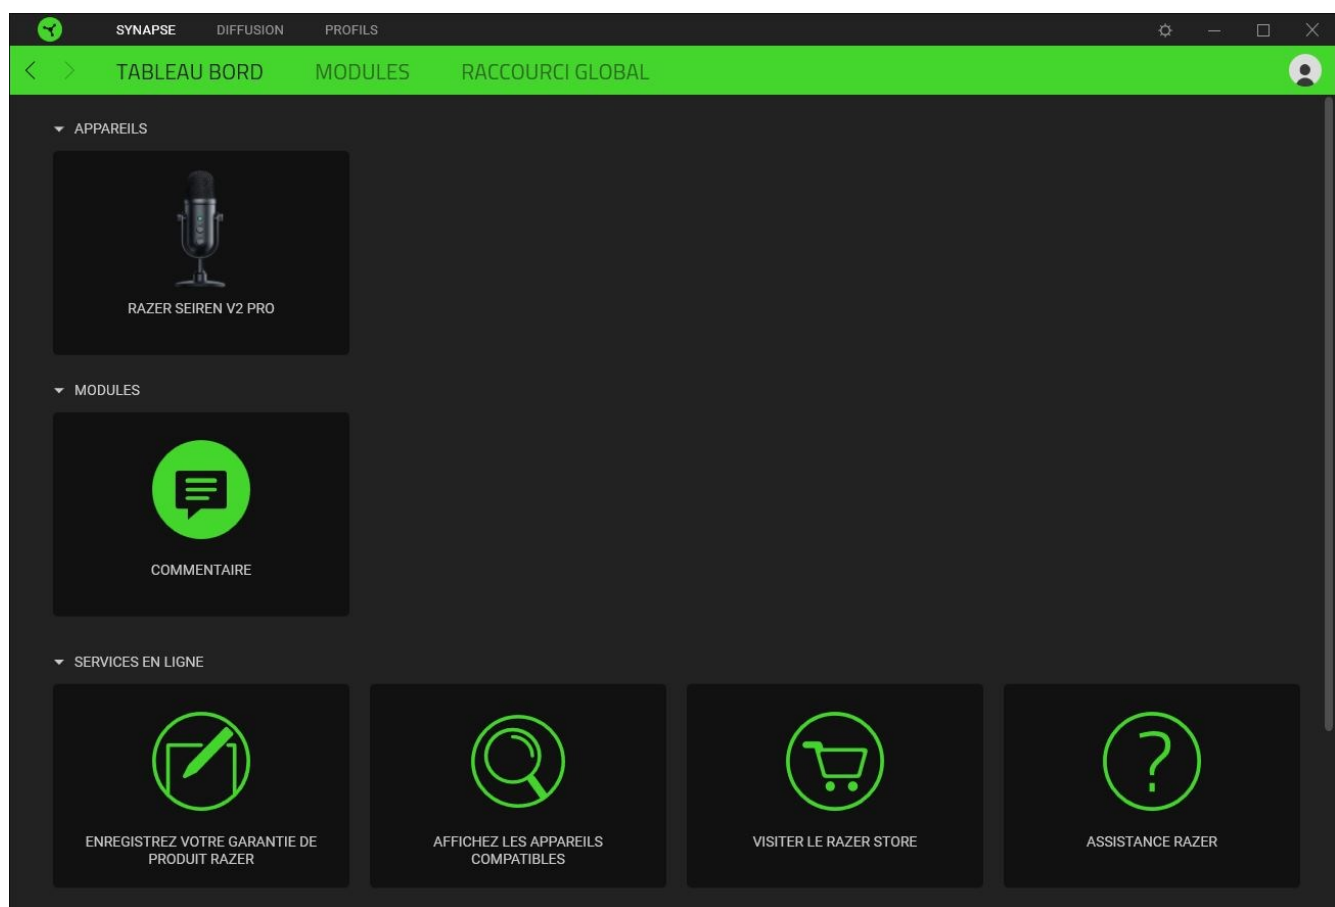 SYNAPSE DIFFUSION PROFILS
TABLEAU BORD MODULES RACCOURCI GLOBAL
APPAREILS
RAZER SEIREN V2 PRO
MODULES
COMMENTAIRE
SERVICES EN LIGNE
ENREGISTREZ VOTRE GARANTIE DE
PRODUIT RAZER
AFFICHEZ LES APPAREILS
COMPATIBLES
VISITER LE RAZER STORE
ASSISTANCE RAZER